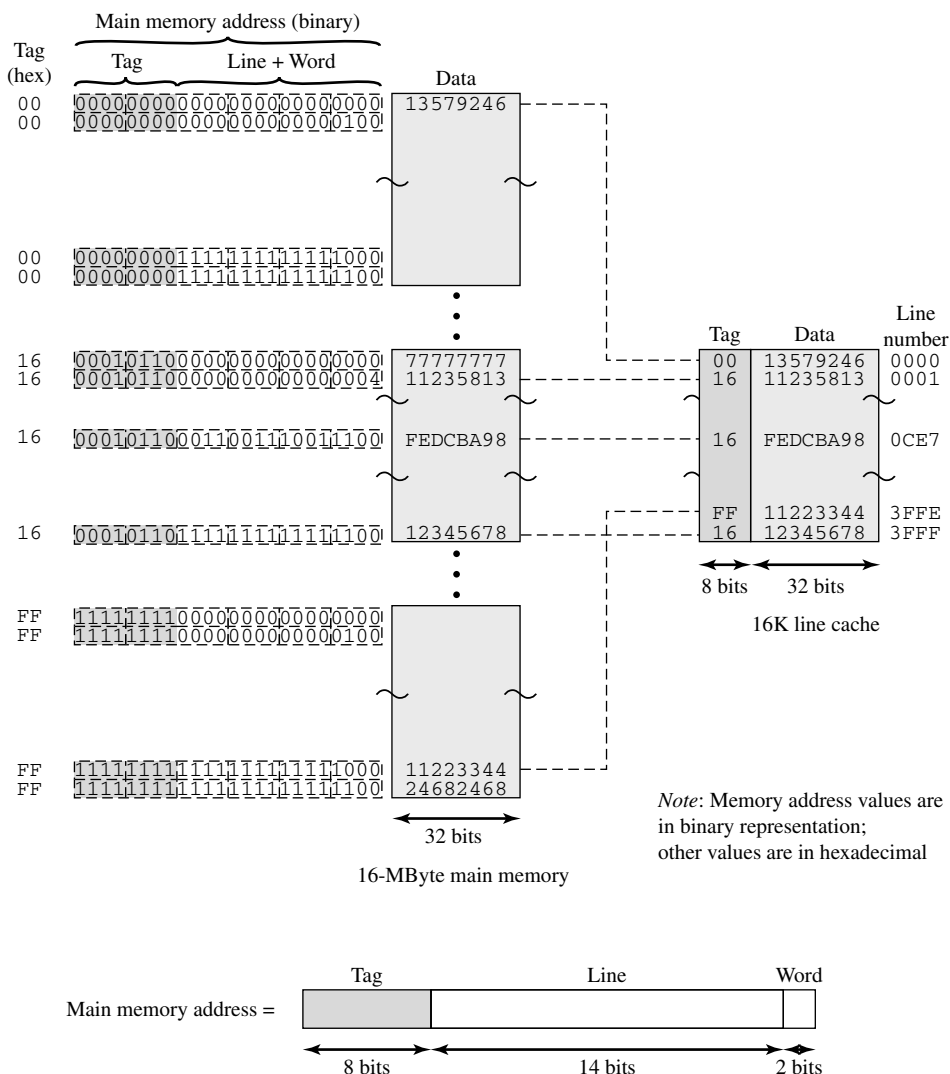 Main memory address (binary)
Tag
(hex)
Tag
Line + Word
Data
00
000000000000000000000000
13579246
00
000000000000000000000100
00
000000001111111111111000
00
000000001111111111111100
Tag
Data
Line
number
16
000101100000000000000000
77777777
00
13579246
0000
16
000101100000000000000004
11235813
16
11235813
0001
16
000101100011001110011100
FEDCBA98
16
FEDCBA98
0CE7
FF
11223344
3FFE
16
000101101111111111111100
12345678
16
12345678
3FFF
8 bits
32 bits
16K line cache
FF
111111110000000000000000
FF
111111110000000000000100
FF
111111111111111111111000
11223344
FF
111111111111111111111100
24682468
32 bits
16-MByte main memory
Note: Memory address values are
in binary representation;
other values are in hexadecimal
Tag
Line
Word
Main memory address =
8 bits
14 bits
2 bits